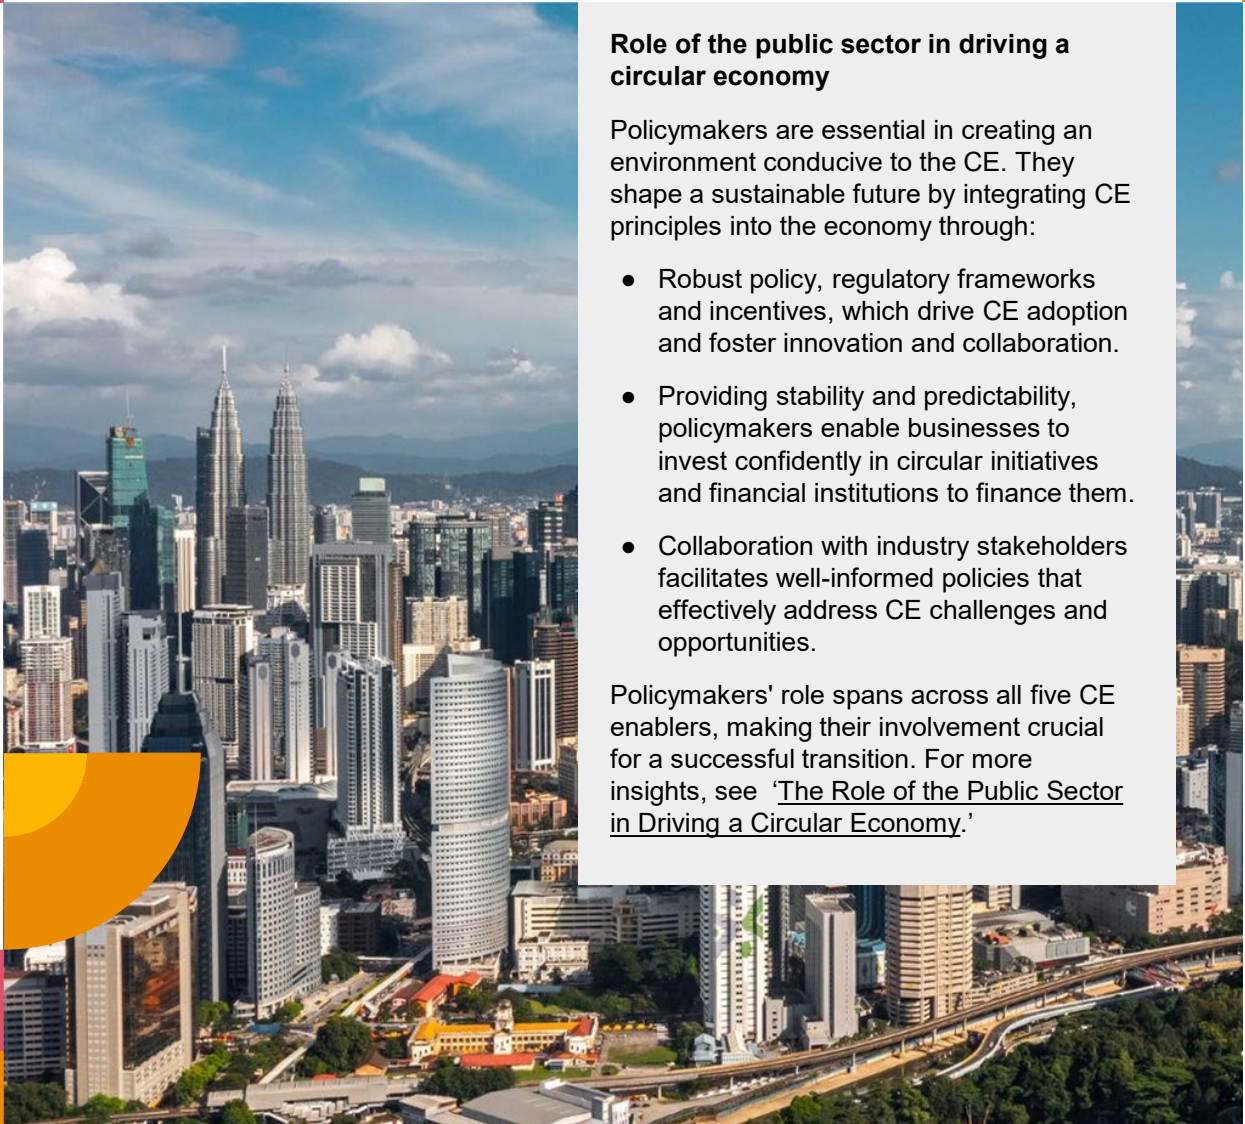 Role of the public sector in driving a
circular economy
Policymakers are essential in creating an
environment conducive to the CE. They
shape a sustainable future by integrating CE
principles into the economy through:
● Robust policy, regulatory frameworks
and incentives, which drive CE adoption
and foster innovation and collaboration.
● Providing stability and predictability,
policymakers enable businesses to
invest confidently in circular initiatives
and financial institutions to finance them.
● Collaboration with industry stakeholders
facilitates well-informed policies that
effectively address CE challenges and
opportunities.
Policymakers' role spans across all five CE
enablers, making their involvement crucial
for a successful transition. For more
insights, see  ‘The Role of the Public Sector
in Driving a Circular Economy.’